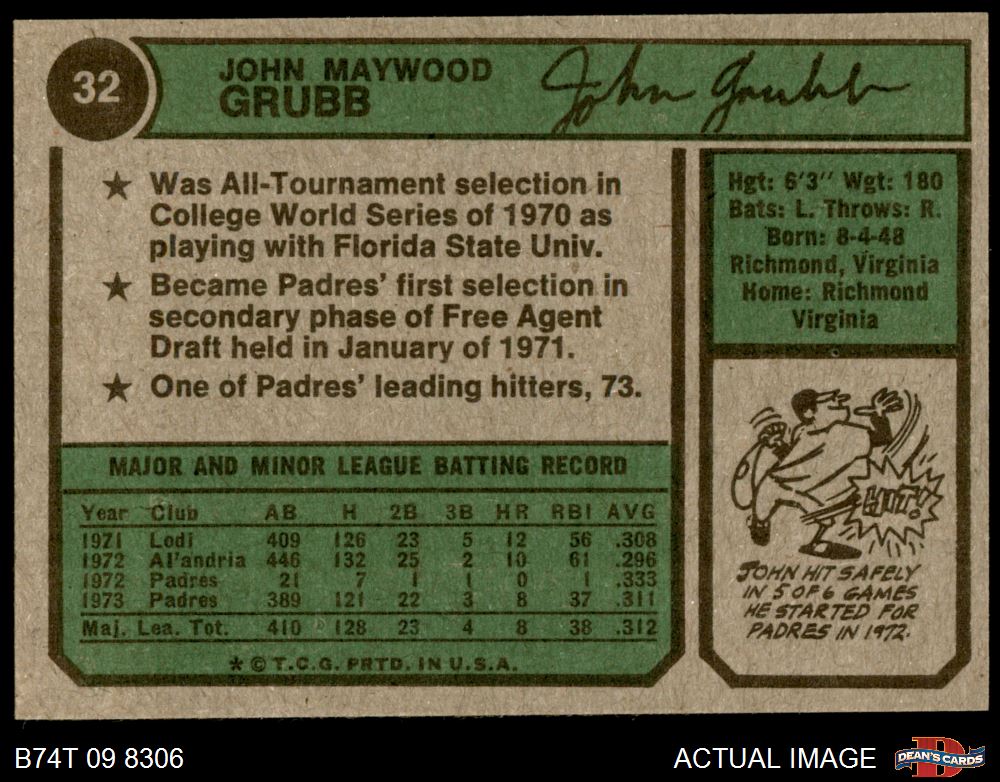 32
JOHN MAYWOOD
GRUBB
John Grubb
★ Was All-Tournament selection in
College World Series of 1970 as
playing with Florida State Univ.
★ Became Padres' first selection in
secondary phase of Free Agent
Draft held in January of 1971.
★ One of Padres' leading hitters, 73.
Hgt: 6'3" Wgt: 180
Bats: L. Throws: R.
Born: 8-4-48
Richmond, Virginia
Home: Richmond
Virginia
MAJOR AND MINOR LEAGUE BATTING RECORD
Year Club AB H 2B 3B HR RBI AVG
1971 Lodi 409 126 23 5 12 56 .308
1972 Al'andria 446 132 25 2 10 61 .296
1972 Padres 21 7 1 1 0 1 .333
1973 Padres 389 121 22 3 8 37 .311
Maj. Lea. Tot. 410 128 23 4 8 38 .312
★ © T.C.G. PRTD. IN U.S.A.
HIT!
JOHN HIT SAFELY
IN 5 OF 6 GAMES
HE STARTED FOR
PADRES IN 1972.
B74T 09 8306
ACTUAL IMAGE
D
DEAN'S CARDS